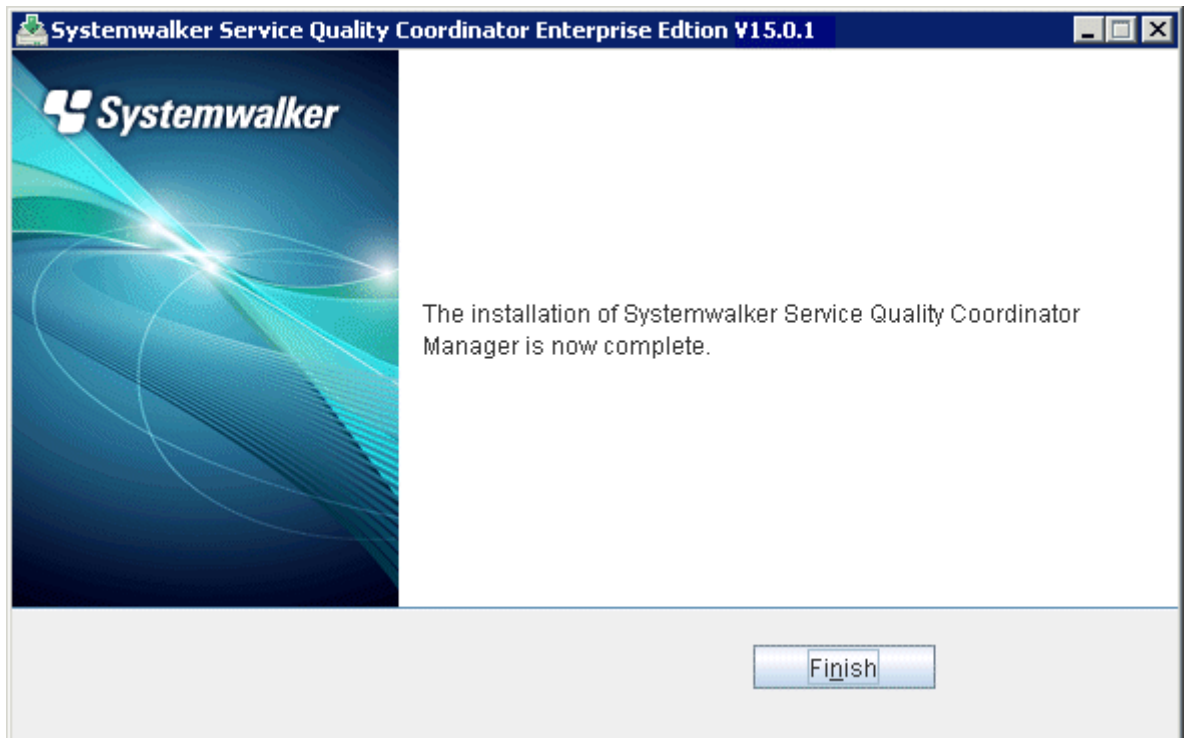 Systemwalker Service Quality Coordinator Enterprise Edtion V15.0.1
Systemwalker
The installation of Systemwalker Service Quality Coordinator
Manager is now complete.
Finish